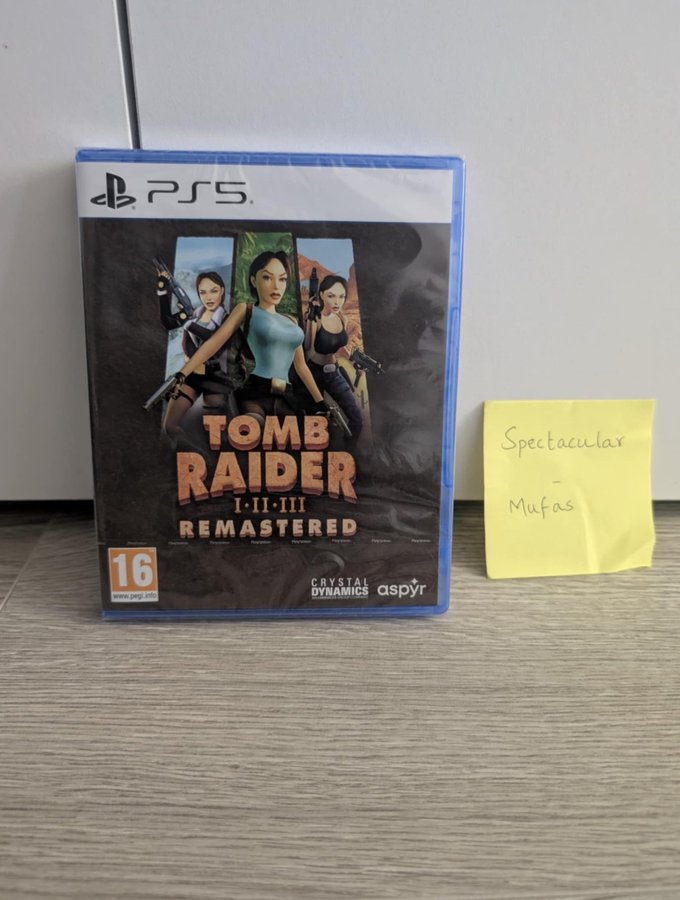 PS5
TOMB
RAIDER
I·II·III
REMASTERED
16
www.pegi.info
CRYSTAL
DYNAMICS
aspyr
Spectacular
-
Mufas